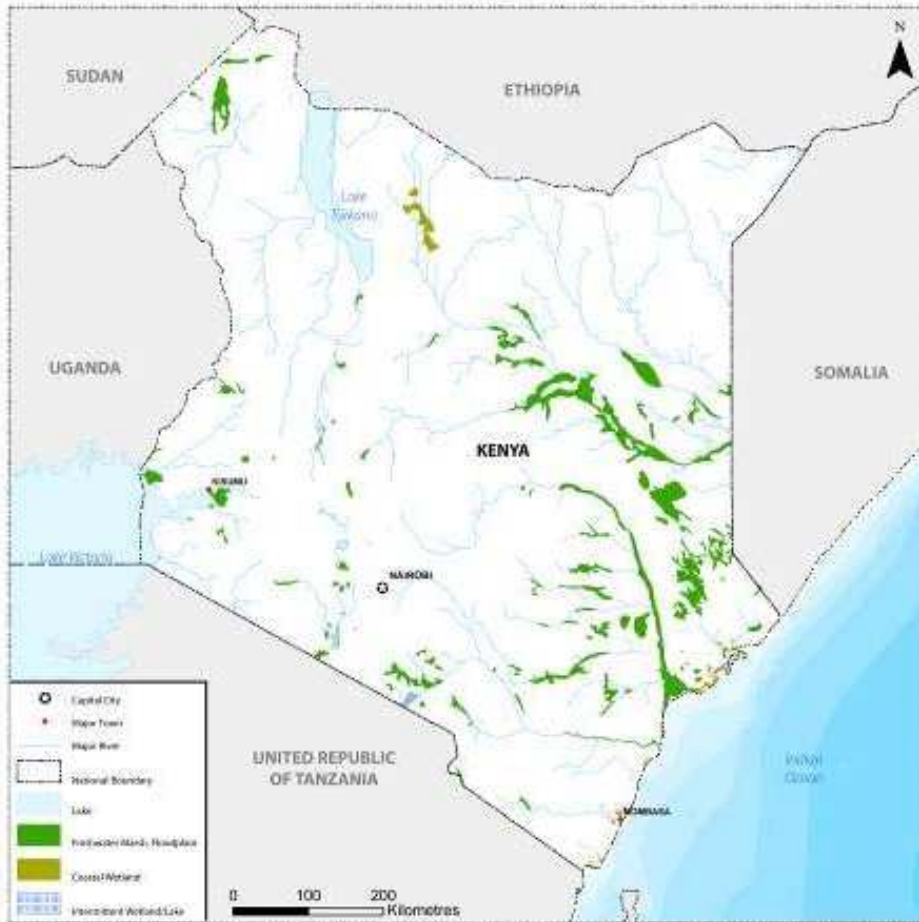 N
SUDAN
ETHIOPIA
Lake
Turkana
UGANDA
SOMALIA
KENYA
KISUMU
Lake Victoria
NAIROBI
Capital City
Major Town
Major River
National Boundary
Lake
Freshwater Marsh, Floodplain
Coastal Wetland
Intermittent Wetland/Lake
UNITED REPUBLIC
OF TANZANIA
Indian
Ocean
MOMBASA
0 100 200
Kilometres